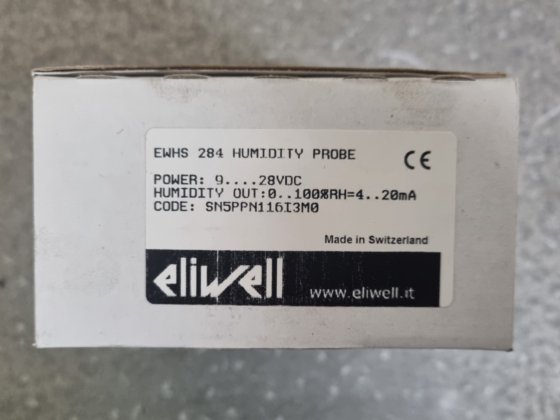 EWHS 284 HUMIDITY PROBE
CE
POWER: 9....28VDC
HUMIDITY OUT:0..100%RH=4..20mA
CODE: SN5PPN116I3M0
Made in Switzerland
eliwell
www.eliwell.it